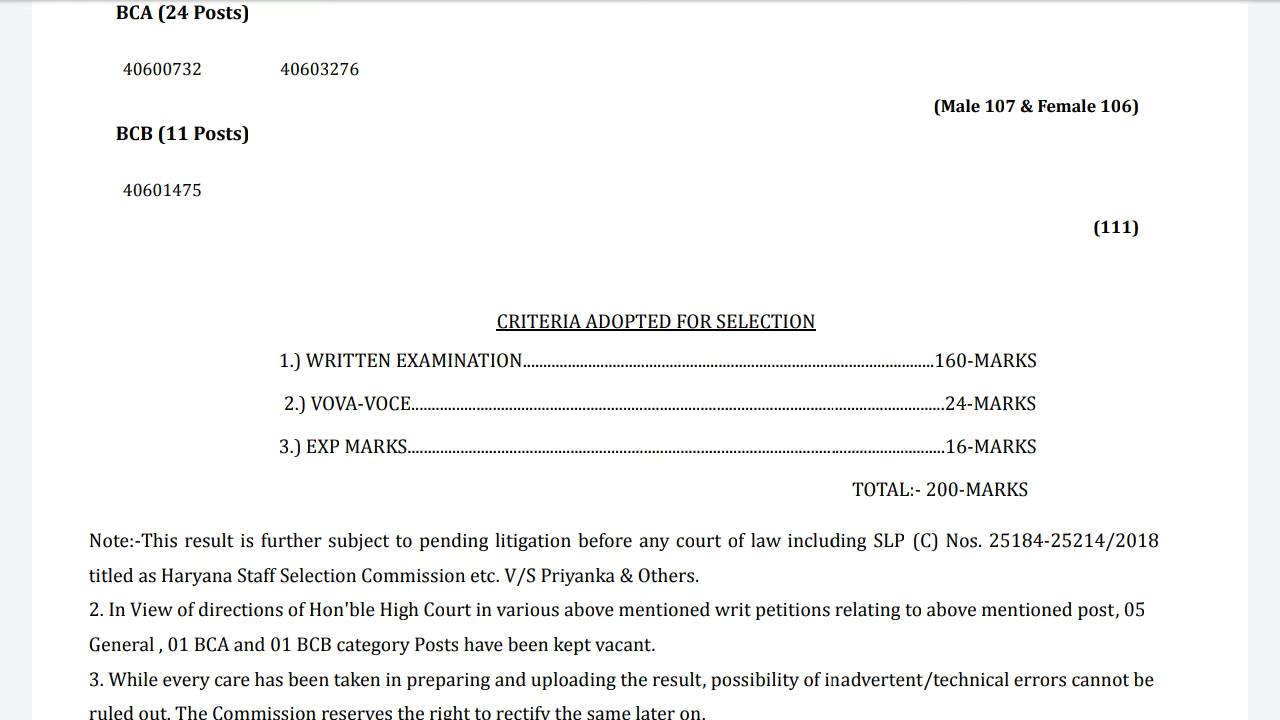 BCA (24 Posts)
40600732 40603276
(Male 107 & Female 106)
BCB (11 Posts)
40601475
(111)
CRITERIA ADOPTED FOR SELECTION
1.) WRITTEN EXAMINATION....................................................................................................160-MARKS
2.) VOVA-VOCE..................................................................................................................................24-MARKS
3.) EXP MARKS...................................................................................................................................16-MARKS
TOTAL:- 200-MARKS
Note:-This result is further subject to pending litigation before any court of law including SLP (C) Nos. 25184-25214/2018
titled as Haryana Staff Selection Commission etc. V/S Priyanka & Others.
2. In View of directions of Hon'ble High Court in various above mentioned writ petitions relating to above mentioned post, 05
General , 01 BCA and 01 BCB category Posts have been kept vacant.
3. While every care has been taken in preparing and uploading the result, possibility of inadvertent/technical errors cannot be
ruled out. The Commission reserves the right to rectify the same later on.